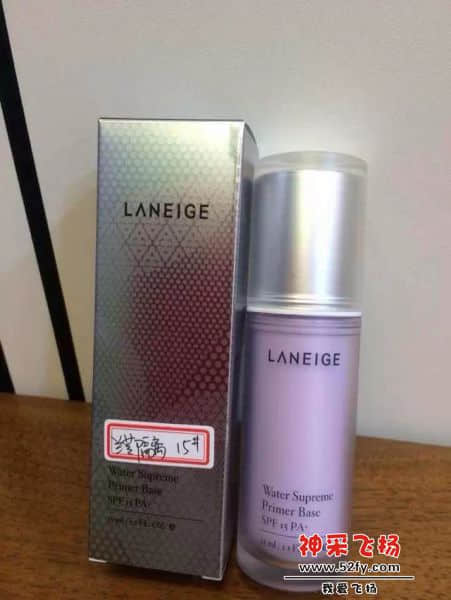 LANEIGE
隔离 15#
Water Supreme
Primer Base
SPF 15 PA+
LANEIGE
Water Supreme
Primer Base
SPF 15 PA+
神采飞扬
www.52fy.com
我爱飞扬